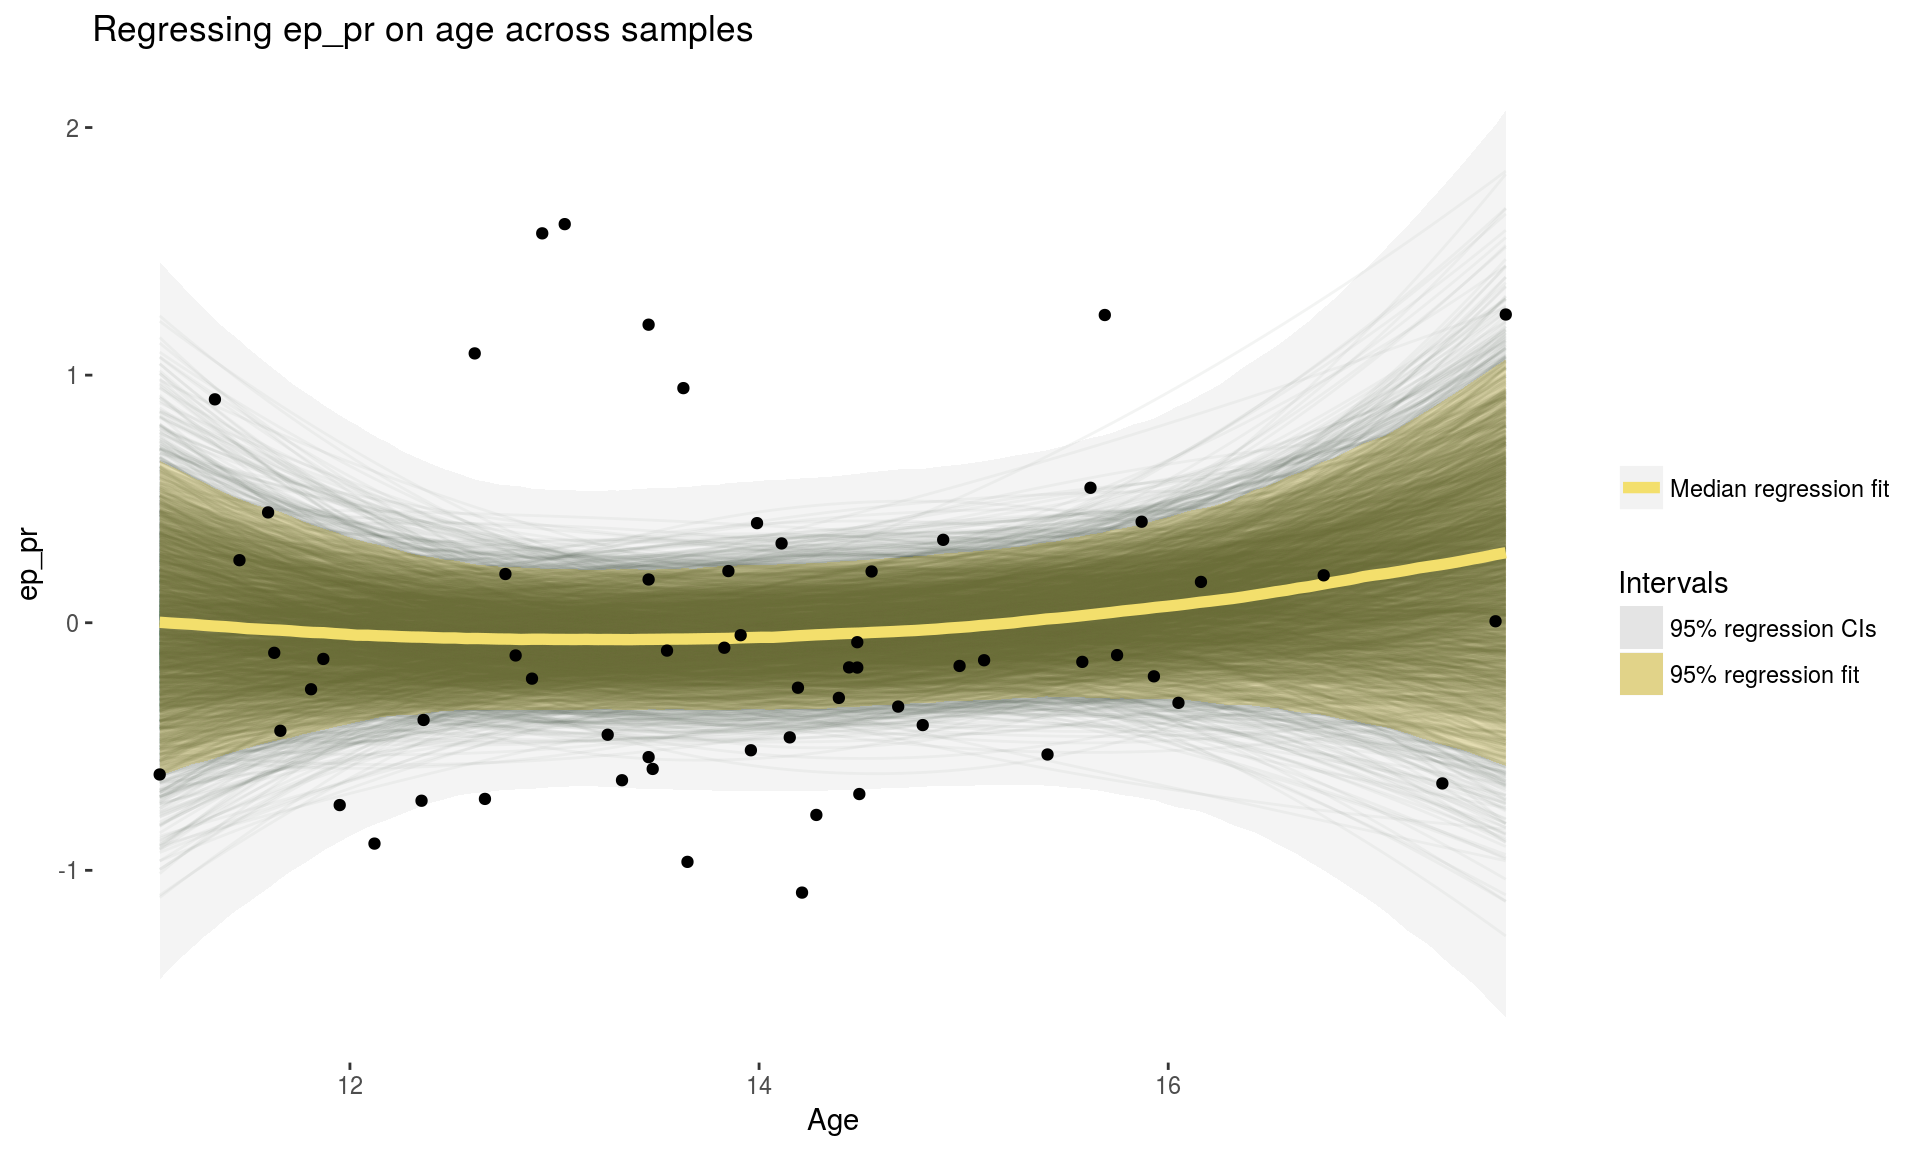 Regressing ep_pr on age across samples
2
1
0
-1
ep_pr
12
14
16
Age
Median regression fit
Intervals
95% regression CIs
95% regression fit